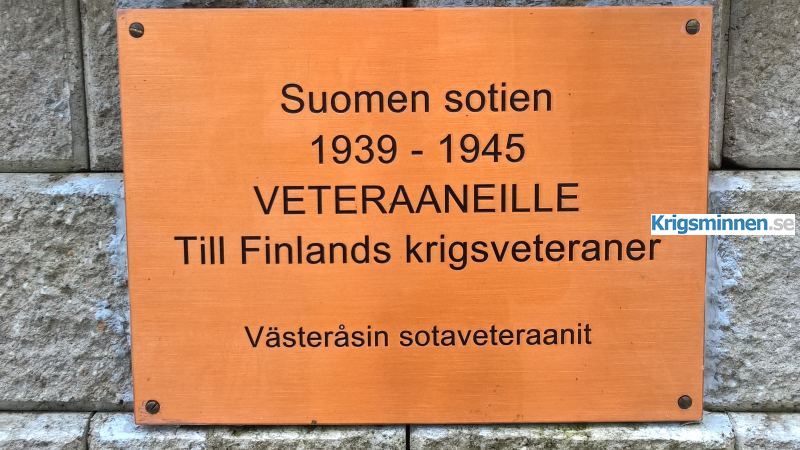 Suomen sotien
1939 - 1945
VETERAANEILLE
Till Finlands krigsveteraner
Krigsminnen.se
Västeråsin sotaveteraanit